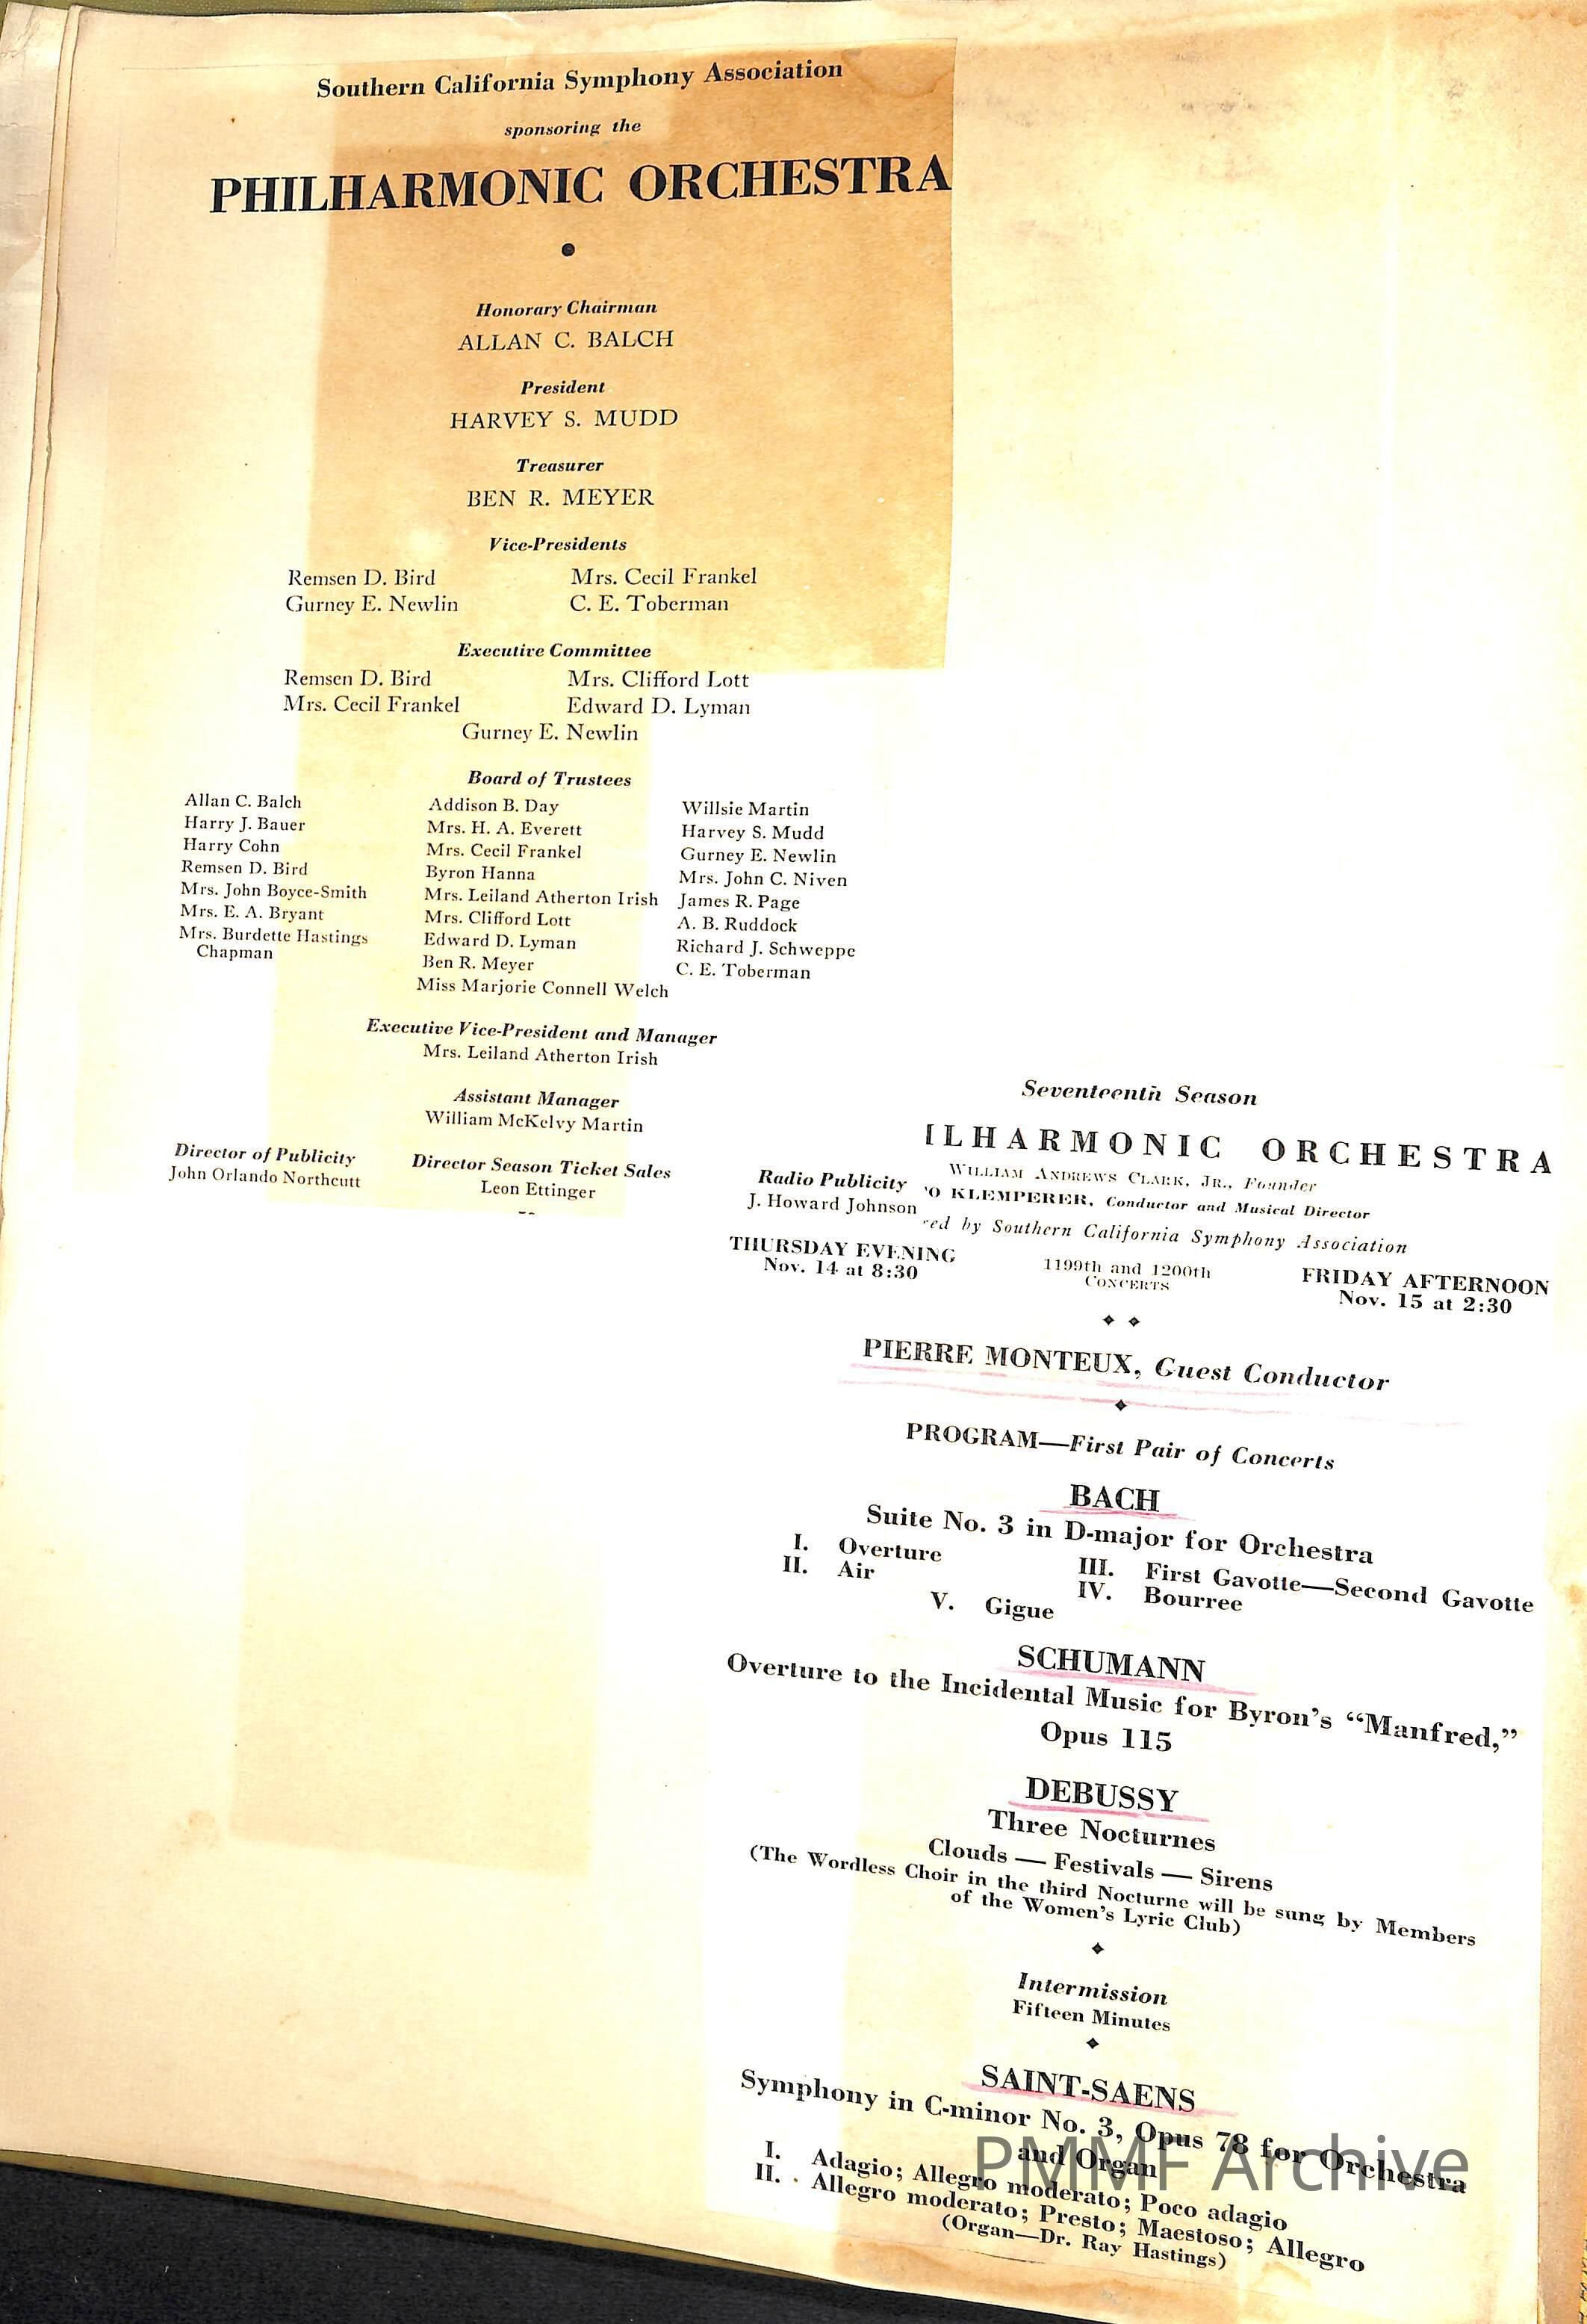 Southern California Symphony Association
sponsoring the
PHILHARMONIC ORCHESTRA
Honorary Chairman
ALLAN C. BALCH
President
HARVEY S. MUDD
Treasurer
BEN R. MEYER
Vice-Presidents
Remsen D. Bird Mrs. Cecil Frankel
Gurney E. Newlin C. E. Toberman
Executive Committee
Remsen D. Bird Mrs. Clifford Lott
Mrs. Cecil Frankel Edward D. Lyman
Gurney E. Newlin
Board of Trustees
Allan C. Balch Addison B. Day Willsie Martin
Harry J. Bauer Mrs. H. A. Everett Harvey S. Mudd
Harry Cohn Mrs. Cecil Frankel Gurney E. Newlin
Remsen D. Bird Byron Hanna Mrs. John C. Niven
Mrs. John Boyce-Smith Mrs. Leiland Atherton Irish James R. Page
Mrs. E. A. Bryant Mrs. Clifford Lott A. B. Ruddock
Mrs. Burdette Hastings Edward D. Lyman Richard J. Schweppe
Chapman Ben R. Meyer C. E. Toberman
Miss Marjorie Connell Welch
Executive Vice-President and Manager
Mrs. Leiland Atherton Irish
Assistant Manager
William McKelvy Martin
Director of Publicity Director Season Ticket Sales Radio Publicity
John Orlando Northcutt Leon Ettinger J. Howard Johnson
Seventeenth Season
ILHARMONIC ORCHESTRA
WILLIAM ANDREWS CLARK, JR., Founder
O KLEMPERER, Conductor and Musical Director
red by Southern California Symphony Association
THURSDAY EVENING 1199th and 1200th FRIDAY AFTERNOON
Nov. 14 at 8:30 CONCERTS Nov. 15 at 2:30
PIERRE MONTEUX, Guest Conductor
PROGRAM—First Pair of Concerts
BACH
Suite No. 3 in D-major for Orchestra
I. Overture III. First Gavotte—Second Gavotte
II. Air IV. Bourree
V. Gigue
SCHUMANN
Overture to the Incidental Music for Byron's “Manfred,”
Opus 115
DEBUSSY
Three Nocturnes
Clouds — Festivals — Sirens
(The Wordless Choir in the third Nocturne will be sung by Members
of the Women's Lyric Club)
Intermission
Fifteen Minutes
SAINT-SAENS
Symphony in C-minor No. 3, Opus 78 for Orchestra
and Organ
I. Adagio; Allegro moderato; Poco adagio
II. Allegro moderato; Presto; Maestoso; Allegro
(Organ—Dr. Ray Hastings)
PMMF Archive